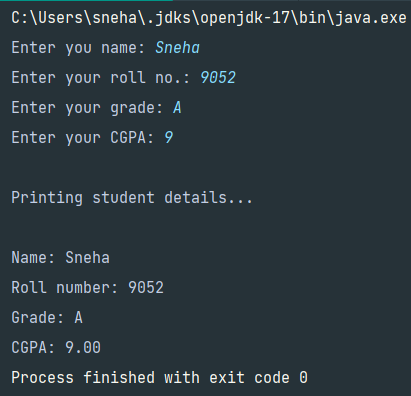 C:\Users\sneha\.jdks\openjdk-17\bin\java.exe
Enter you name: Sneha
Enter your roll no.: 9052
Enter your grade: A
Enter your CGPA: 9
Printing student details...
Name: Sneha
Roll number: 9052
Grade: A
CGPA: 9.00
Process finished with exit code 0